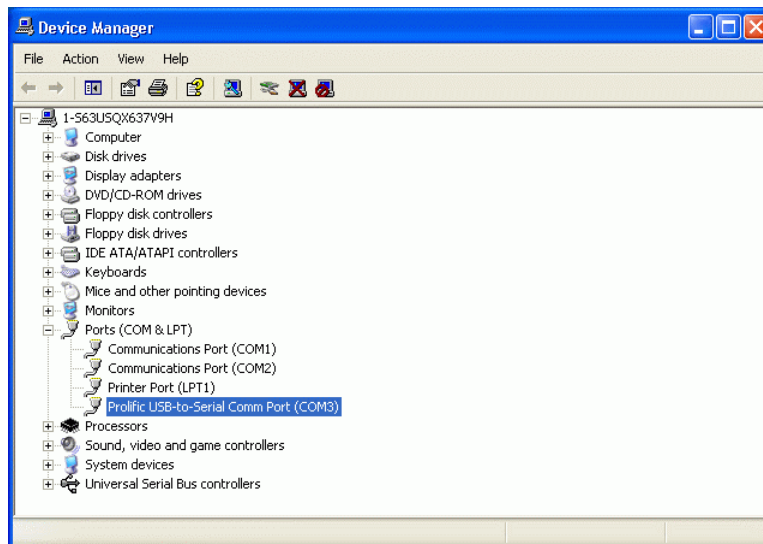 Device Manager
File Action View Help
1-S63U5QX637V9H
Computer
Disk drives
Display adapters
DVD/CD-ROM drives
Floppy disk controllers
Floppy disk drives
IDE ATA/ATAPI controllers
Keyboards
Mice and other pointing devices
Monitors
Ports (COM & LPT)
Communications Port (COM1)
Communications Port (COM2)
Printer Port (LPT1)
Prolific USB-to-Serial Comm Port (COM3)
Processors
Sound, video and game controllers
System devices
Universal Serial Bus controllers